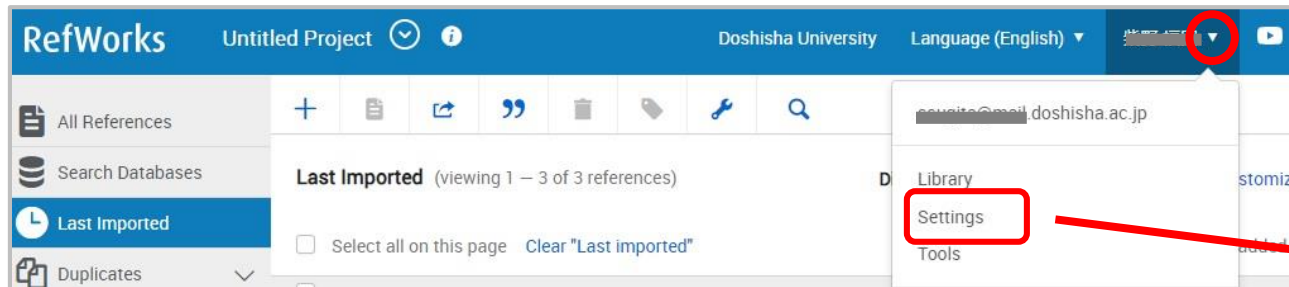 RefWorks Untitled Project Doshisha University Language (English) ▼ ▼
All References
Search Databases
Last Imported
Duplicates
Last Imported (viewing 1 – 3 of 3 references) D
Select all on this page Clear "Last imported"
.doshisha.ac.jp
Library
Settings
Tools